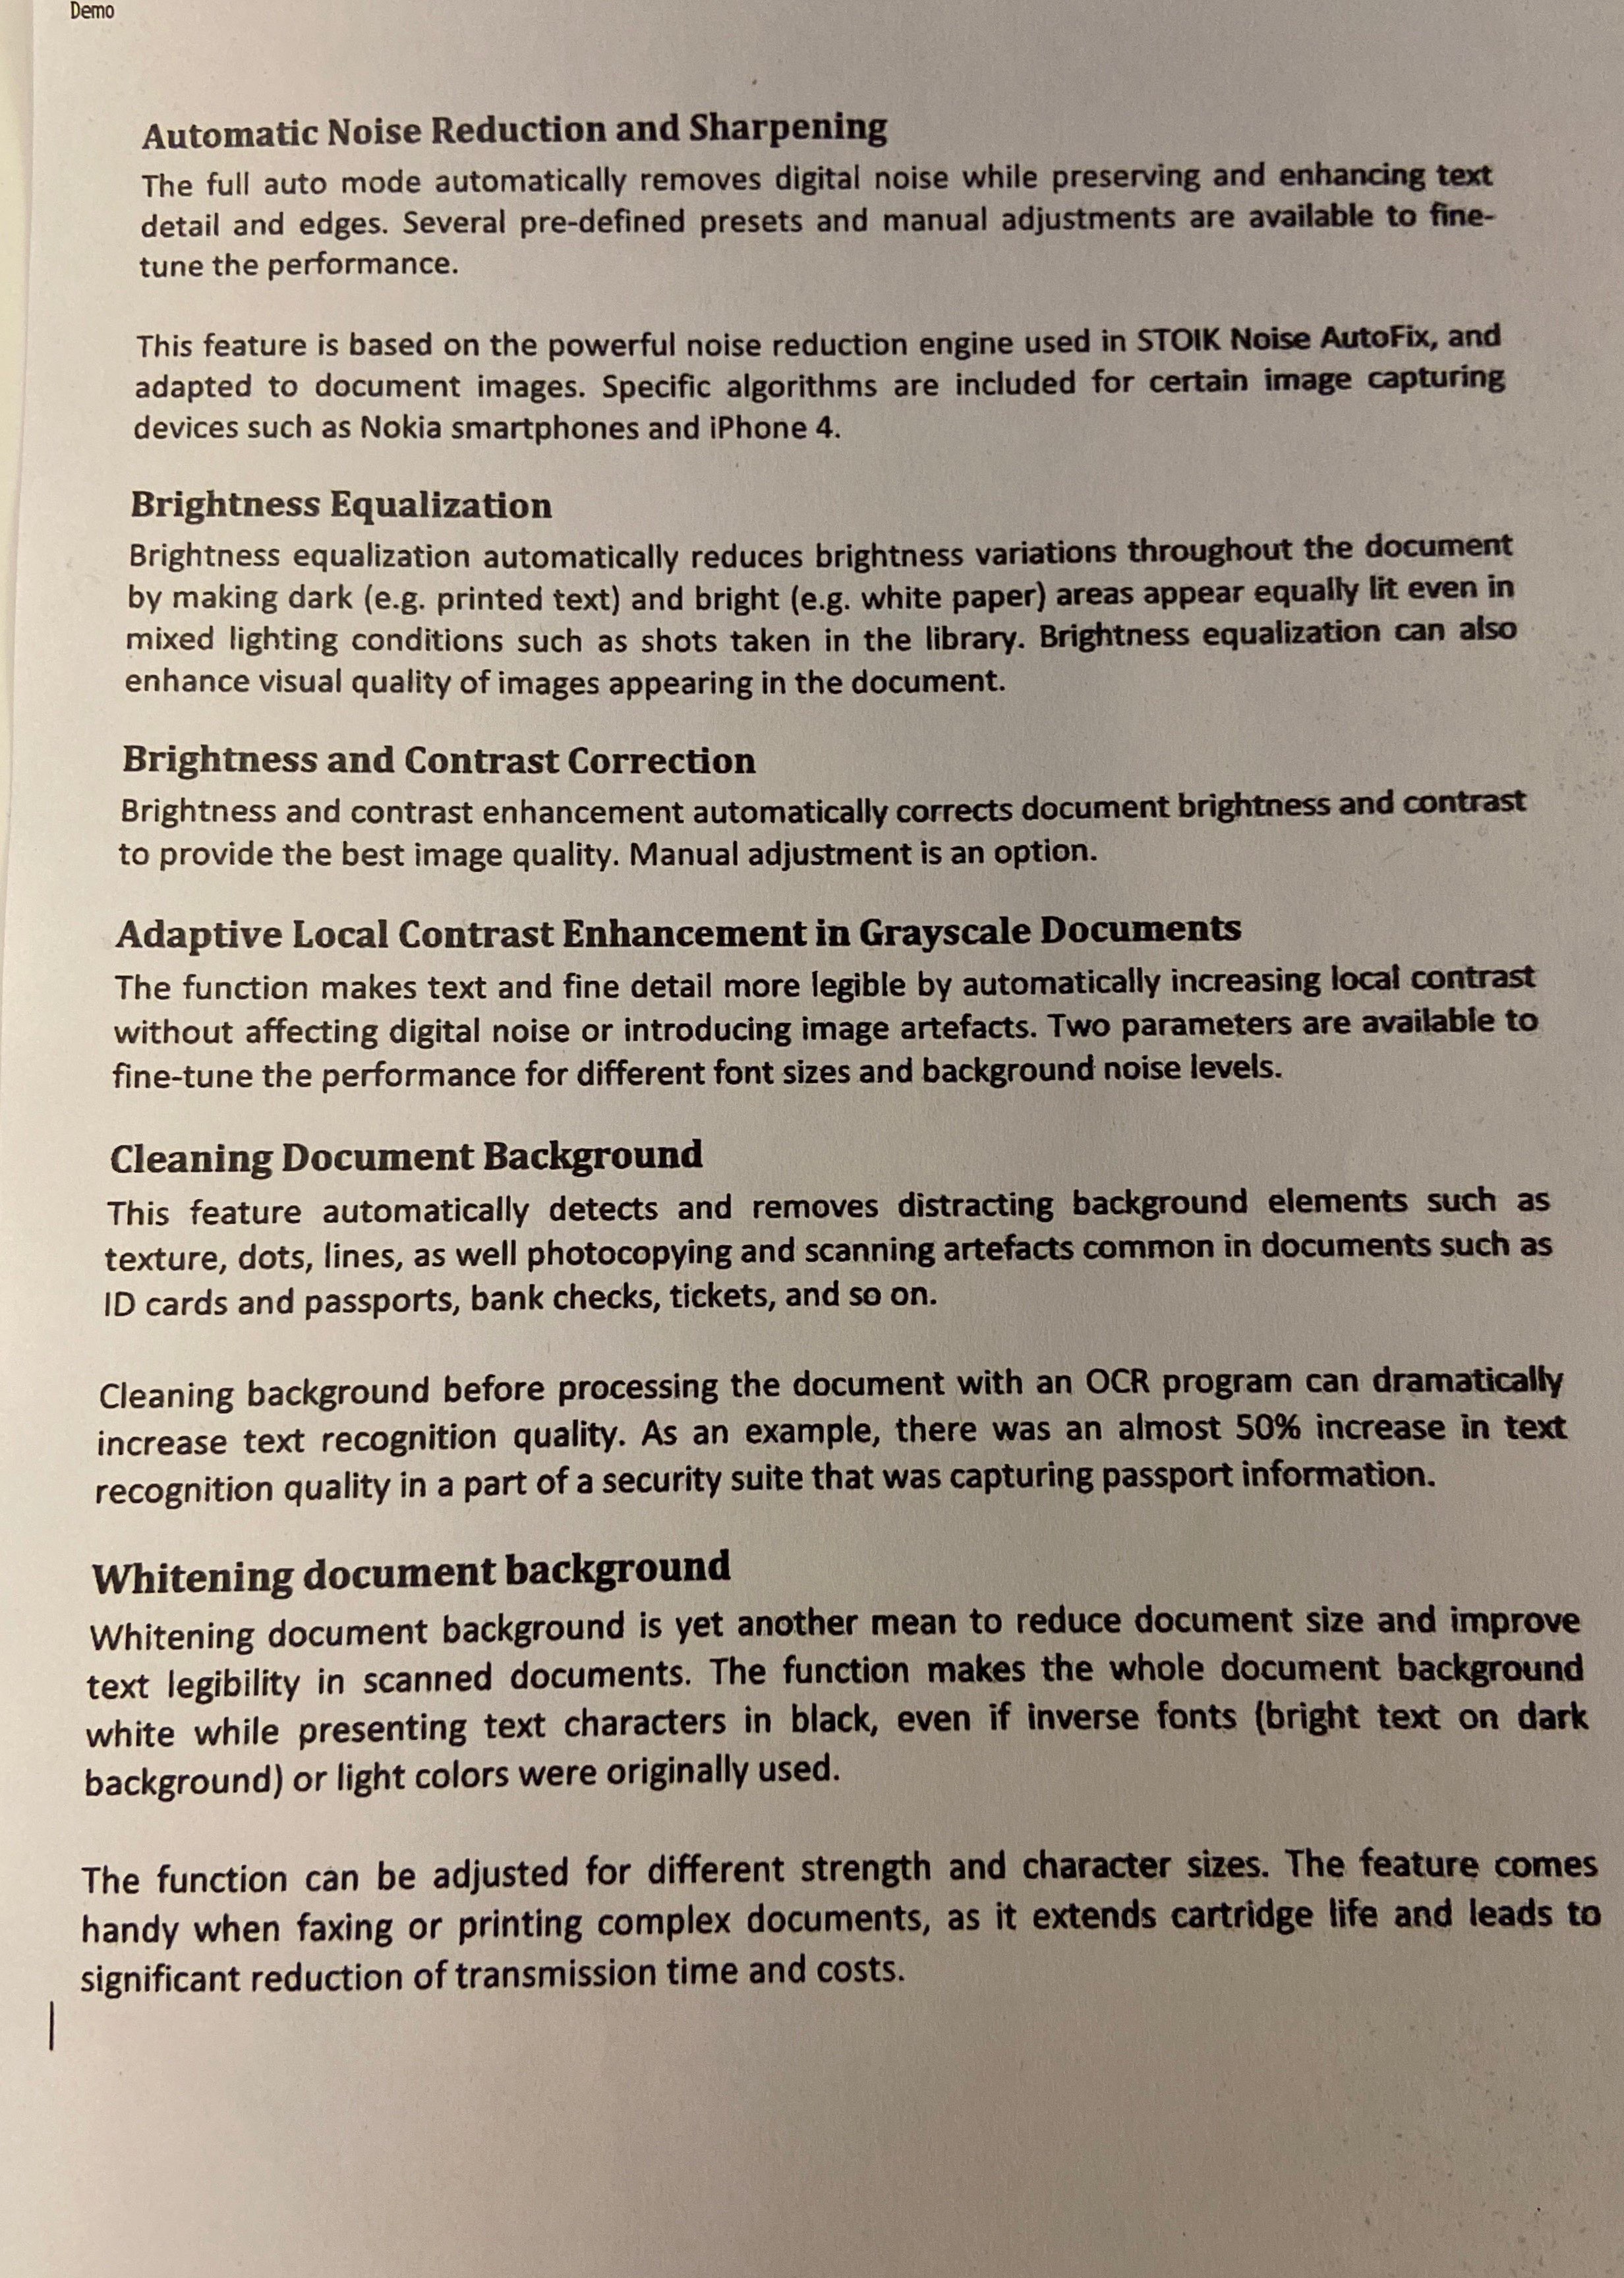 Demo
Automatic Noise Reduction and Sharpening
The full auto mode automatically removes digital noise while preserving and enhancing text
detail and edges. Several pre-defined presets and manual adjustments are available to fine-
tune the performance.
This feature is based on the powerful noise reduction engine used in STOIK Noise AutoFix, and
adapted to document images. Specific algorithms are included for certain image capturing
devices such as Nokia smartphones and iPhone 4.
Brightness Equalization
Brightness equalization automatically reduces brightness variations throughout the document
by making dark (e.g. printed text) and bright (e.g. white paper) areas appear equally lit even in
mixed lighting conditions such as shots taken in the library. Brightness equalization can also
enhance visual quality of images appearing in the document.
Brightness and Contrast Correction
Brightness and contrast enhancement automatically corrects document brightness and contrast
to provide the best image quality. Manual adjustment is an option.
Adaptive Local Contrast Enhancement in Grayscale Documents
The function makes text and fine detail more legible by automatically increasing local contrast
without affecting digital noise or introducing image artefacts. Two parameters are available to
fine-tune the performance for different font sizes and background noise levels.
Cleaning Document Background
This feature automatically detects and removes distracting background elements such as
texture, dots, lines, as well photocopying and scanning artefacts common in documents such as
ID cards and passports, bank checks, tickets, and so on.
Cleaning background before processing the document with an OCR program can dramatically
increase text recognition quality. As an example, there was an almost 50% increase in text
recognition quality in a part of a security suite that was capturing passport information.
Whitening document background
Whitening document background is yet another mean to reduce document size and improve
text legibility in scanned documents. The function makes the whole document background
white while presenting text characters in black, even if inverse fonts (bright text on dark
background) or light colors were originally used.
The function can be adjusted for different strength and character sizes. The feature comes
handy when faxing or printing complex documents, as it extends cartridge life and leads to
significant reduction of transmission time and costs.